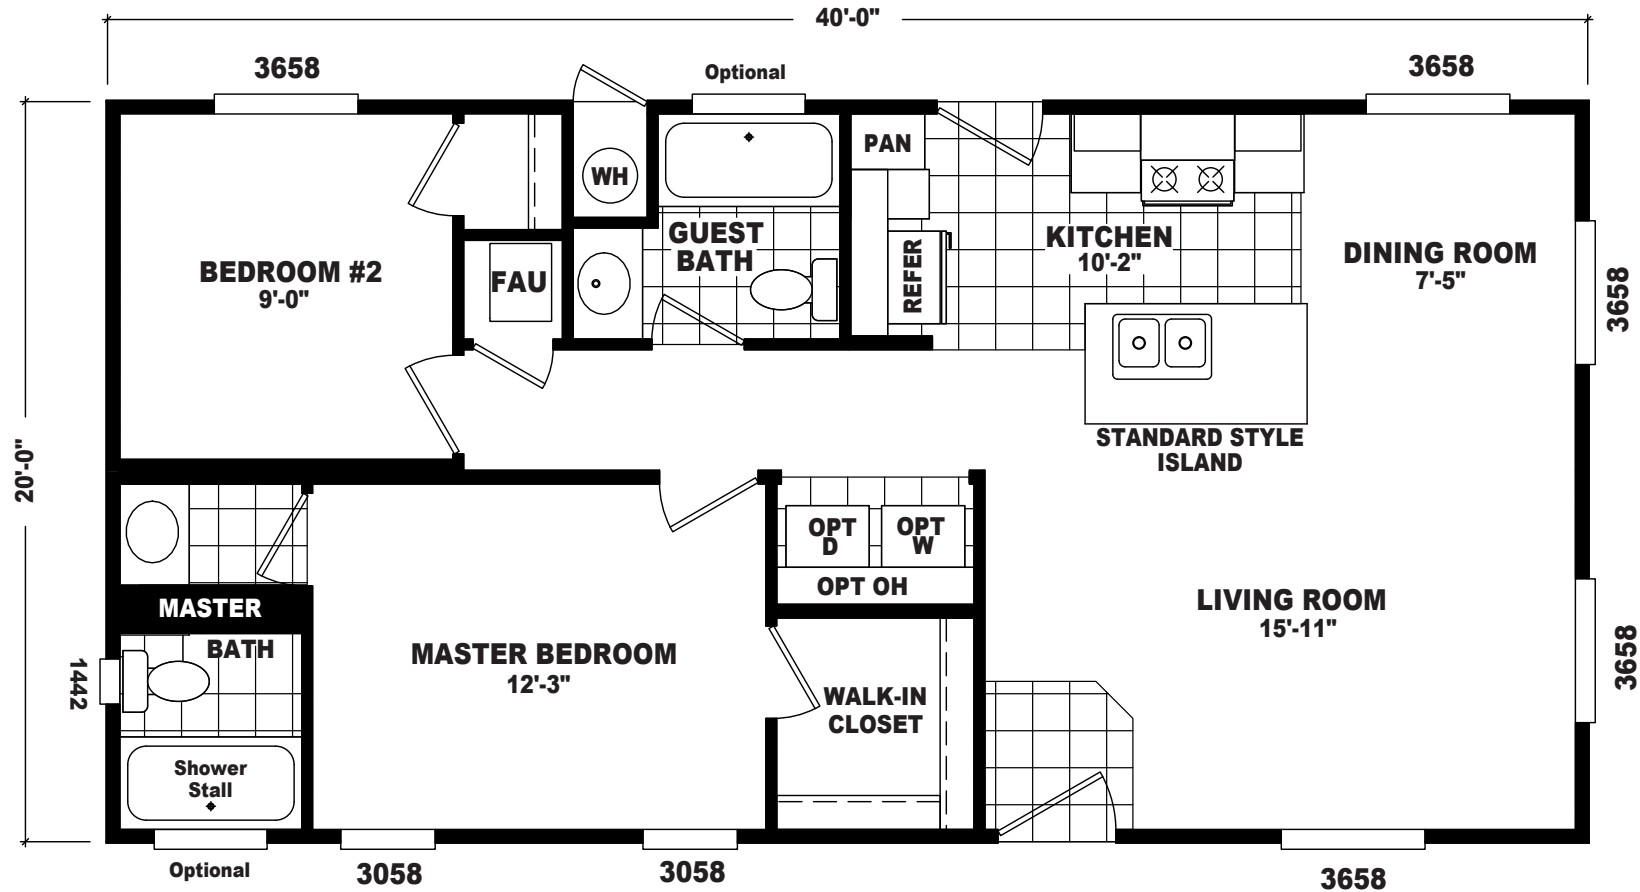 40'-0"
3658
Optional
3658
PAN
WH
GUEST
BATH
KITCHEN
10'-2"
DINING ROOM
7'-5"
BEDROOM #2
9'-0"
FAU
REFER
3658
20'-0"
STANDARD STYLE
ISLAND
OPT
D
OPT
W
OPT OH
MASTER
BATH
LIVING ROOM
15'-11"
MASTER BEDROOM
12'-3"
1442
3658
WALK-IN
CLOSET
Shower
Stall
Optional
3058
3058
3658